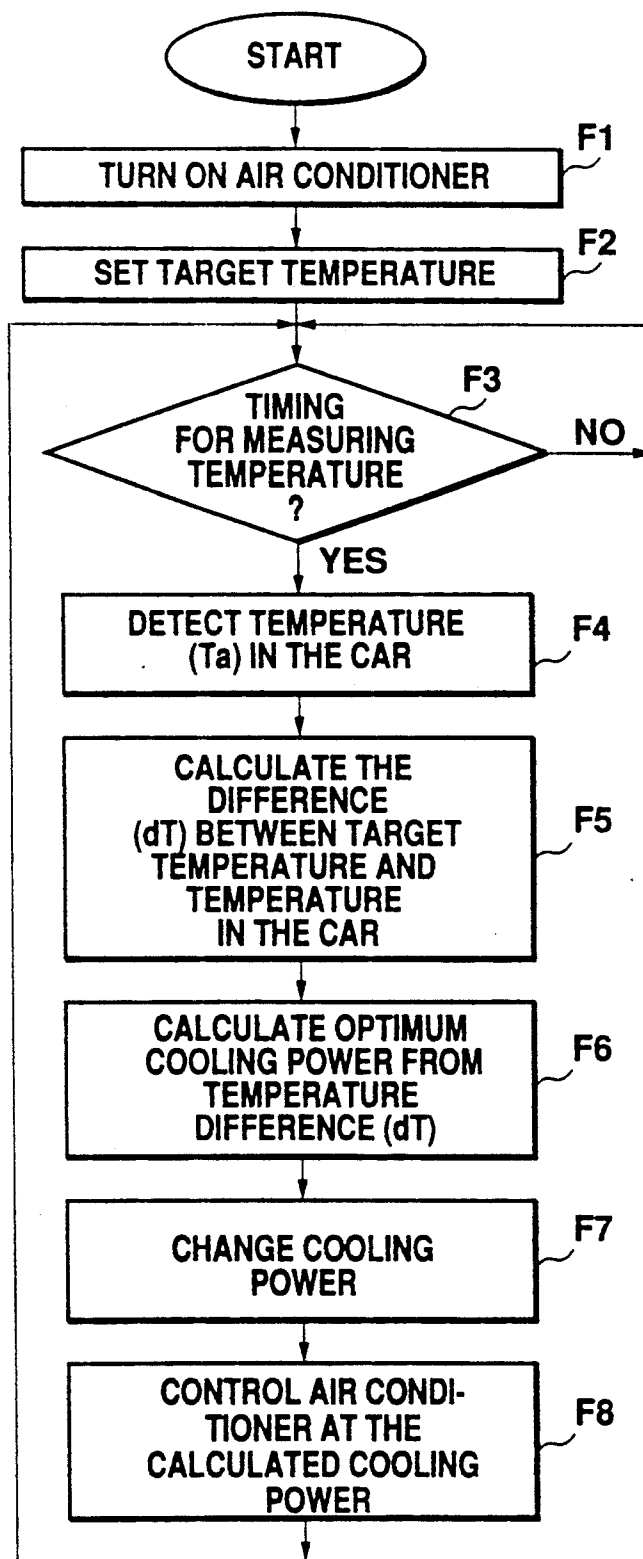 START
F1
TURN ON AIR CONDITIONER
F2
SET TARGET TEMPERATURE
F3
TIMING
FOR MEASURING
TEMPERATURE
?
NO
YES
F4
DETECT TEMPERATURE
(Ta) IN THE CAR
F5
CALCULATE THE
DIFFERENCE
(dT) BETWEEN TARGET
TEMPERATURE AND
TEMPERATURE
IN THE CAR
F6
CALCULATE OPTIMUM
COOLING POWER FROM
TEMPERATURE
DIFFERENCE (dT)
F7
CHANGE COOLING
POWER
F8
CONTROL AIR CONDI-
TIONER AT THE
CALCULATED COOLING
POWER